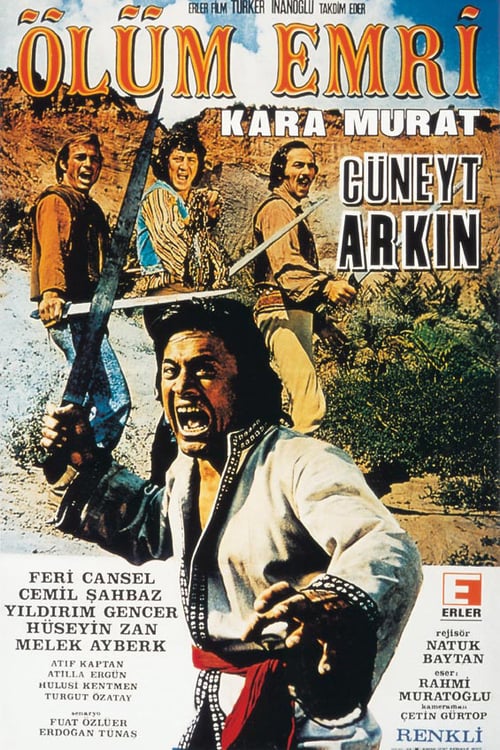 ERLER FİLM TÜRKER İNANOĞLU TAKDİM EDER
ÖLÜM EMRİ
KARA MURAT
CÜNEYT
ARKIN
FERİ CANSEL
CEMİL ŞAHBAZ
YILDIRIM GENCER
HÜSEYİN ZAN
MELEK AYBERK
ATIF KAPTAN
ATİLLA ERGÜN
HULUSİ KENTMEN
TURGUT ÖZATAY
senaryo
FUAT ÖZLÜER
ERDOĞAN TÜNAŞ
E
ERLER
rejisör
NATUK
BAYTAN
eser:
RAHMİ
MURATOĞLU
kameraman
ÇETİN GÜRTOP
RENKLİ